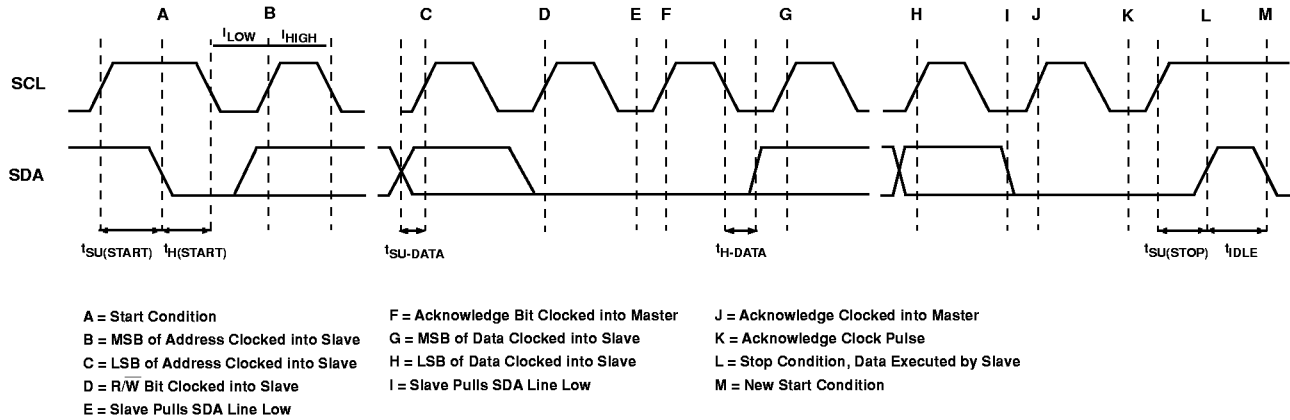 A B C D E F G H I J K L M
ILOW IHIGH
SCL
SDA
tSU(START) tH(START) tSU-DATA tH-DATA tSU(STOP) tIDLE
A = Start Condition
B = MSB of Address Clocked into Slave
C = LSB of Address Clocked into Slave
D = R/W̅ Bit Clocked into Slave
E = Slave Pulls SDA Line Low
F = Acknowledge Bit Clocked into Master
G = MSB of Data Clocked into Slave
H = LSB of Data Clocked into Slave
I = Slave Pulls SDA Line Low
J = Acknowledge Clocked into Master
K = Acknowledge Clock Pulse
L = Stop Condition, Data Executed by Slave
M = New Start Condition